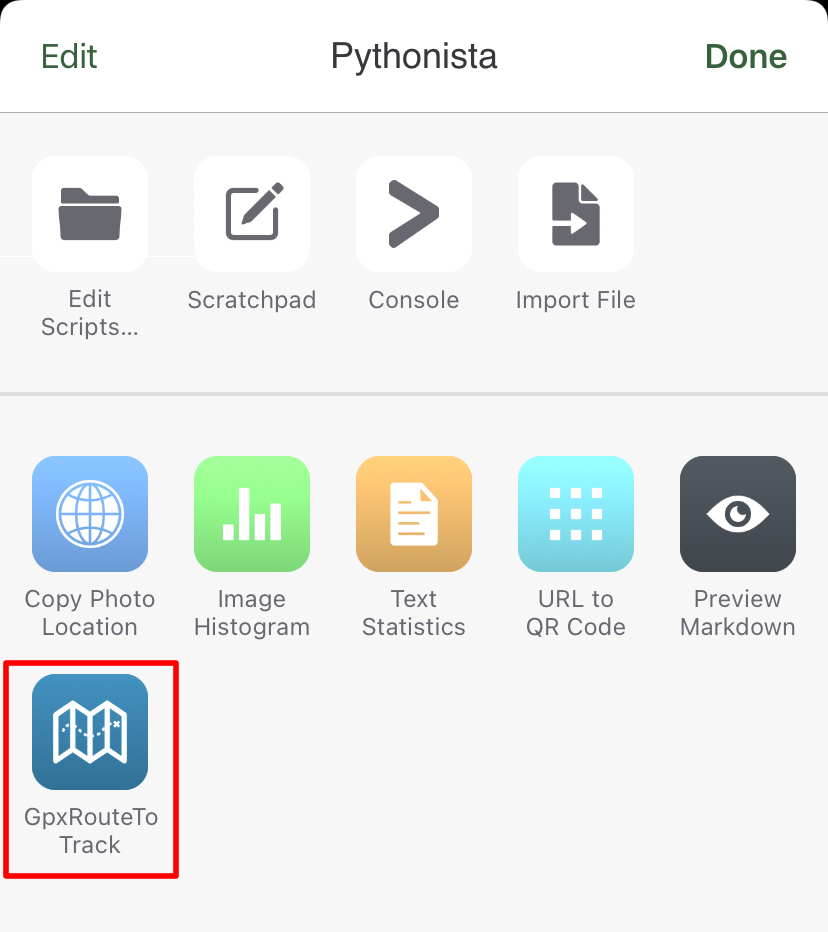 Edit
Pythonista
Done
Edit
Scripts...
Scratchpad
Console
Import File
Copy Photo
Location
Image
Histogram
Text
Statistics
URL to
QR Code
Preview
Markdown
GpxRouteTo
Track